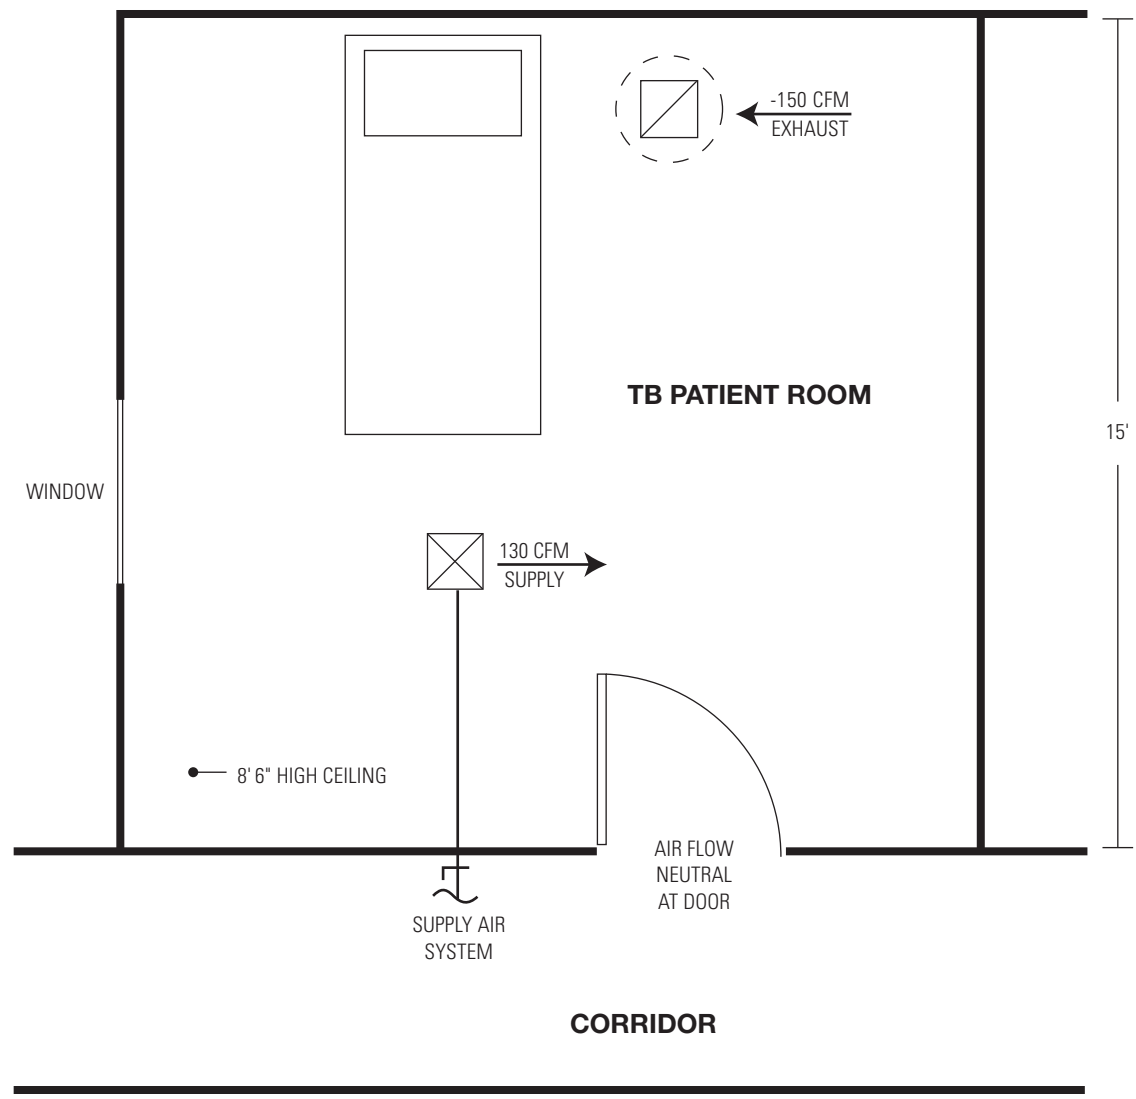 -150 CFM
EXHAUST
TB PATIENT ROOM
15'
WINDOW
130 CFM
SUPPLY
8' 6" HIGH CEILING
AIR FLOW
NEUTRAL
AT DOOR
SUPPLY AIR
SYSTEM
CORRIDOR